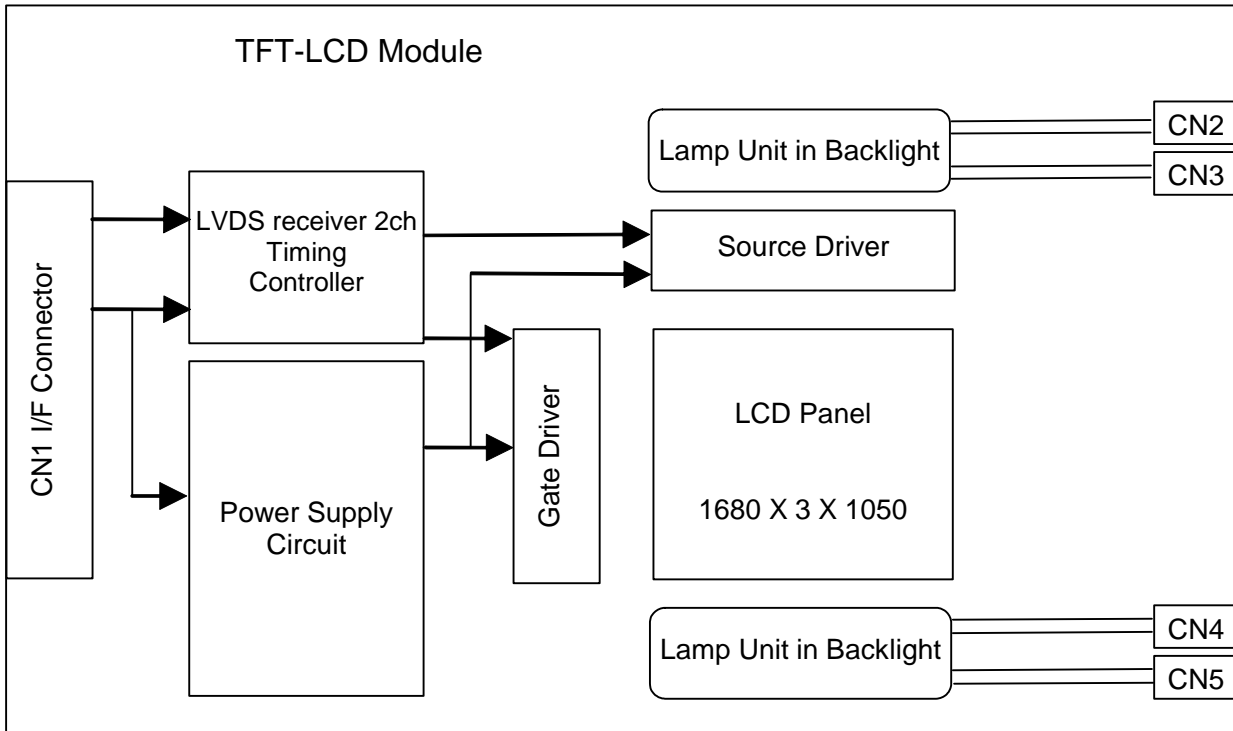 TFT-LCD Module
Lamp Unit in Backlight
CN2
CN3
CN1 I/F Connector
LVDS receiver 2ch
Timing
Controller
Source Driver
Power Supply
Circuit
Gate Driver
LCD Panel
1680 X 3 X 1050
Lamp Unit in Backlight
CN4
CN5